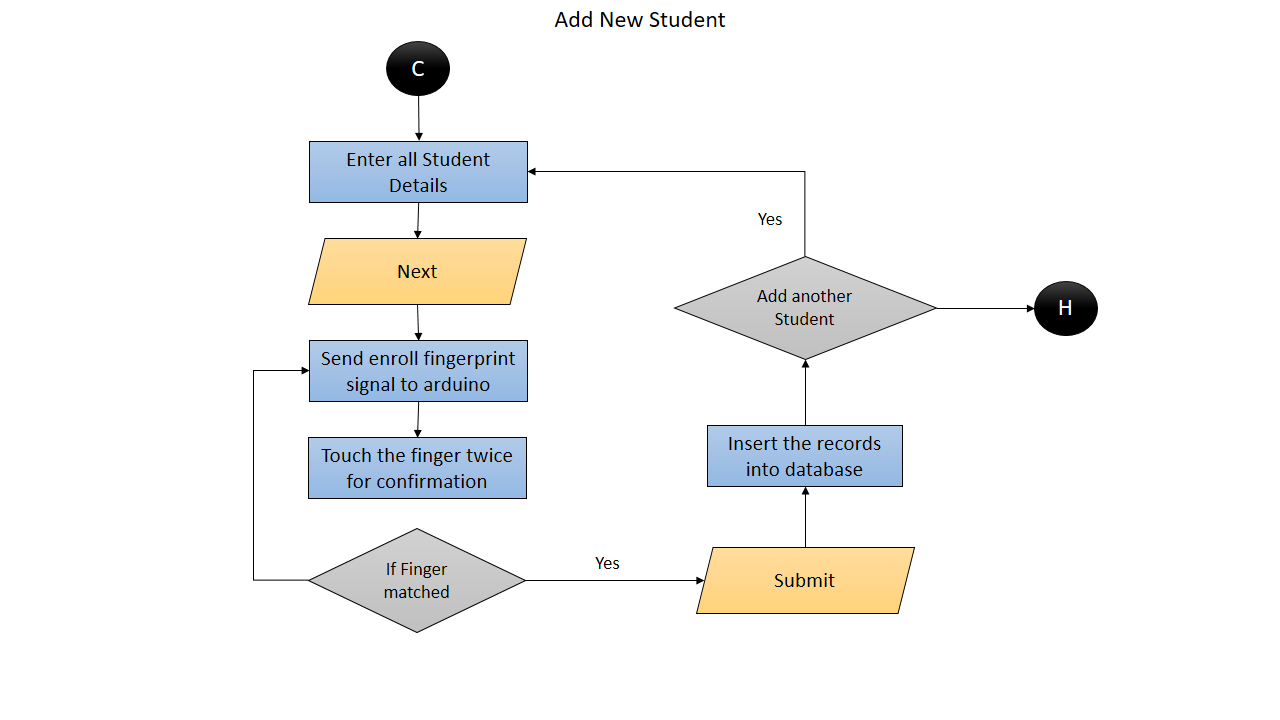 Add New Student
C
Enter all Student
Details
Next
Send enroll fingerprint
signal to arduino
Touch the finger twice
for confirmation
If Finger
matched
Yes
Submit
Insert the records
into database
Add another
Student
Yes
H